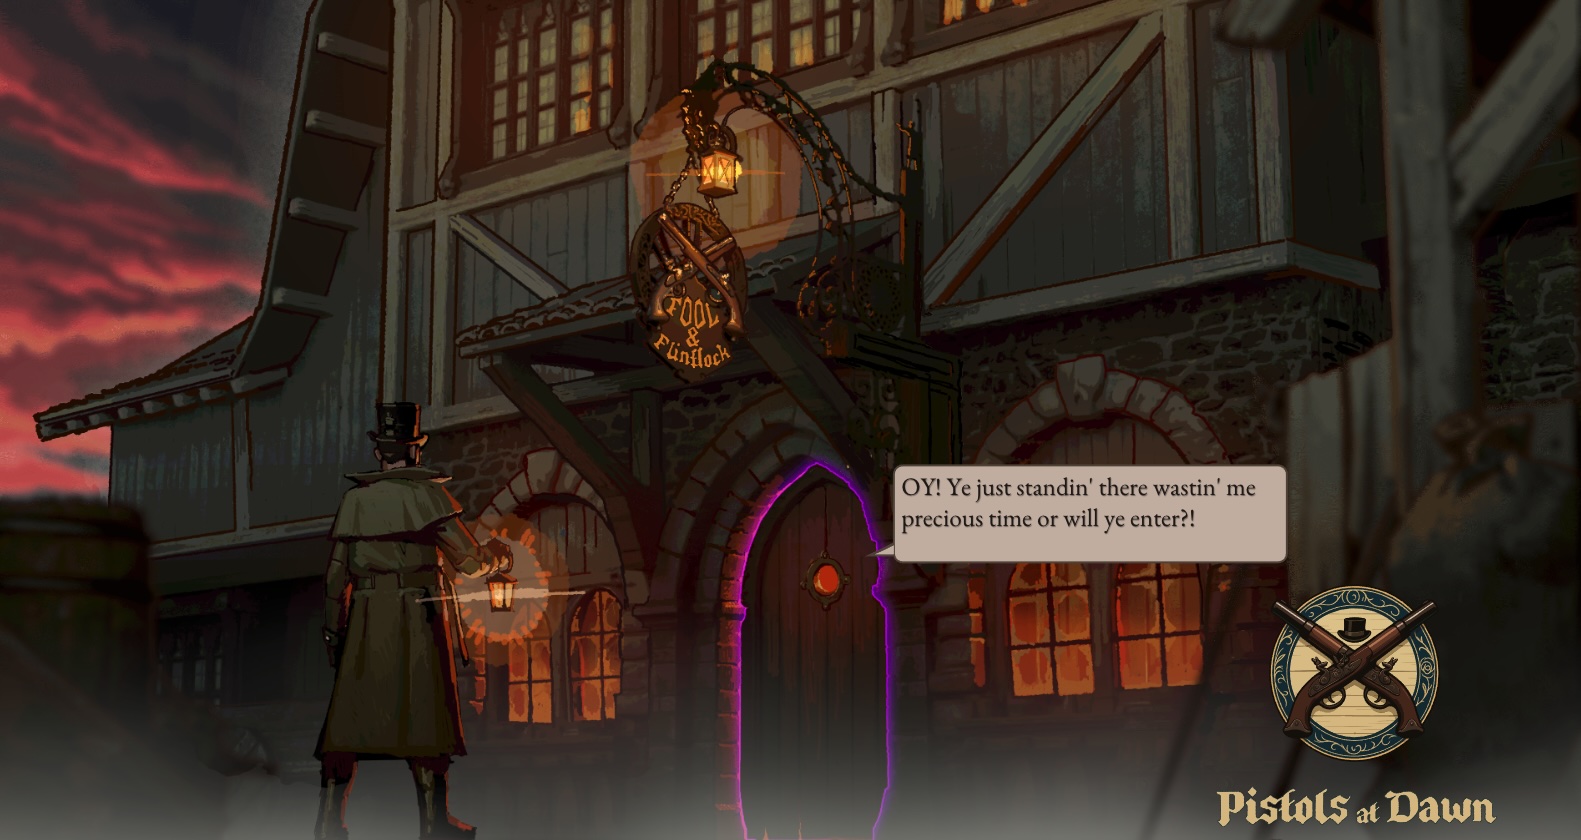 FOOL
&
Flintlock
OY! Ye just standin' there wastin' me
precious time or will ye enter?!
Pistols at Dawn